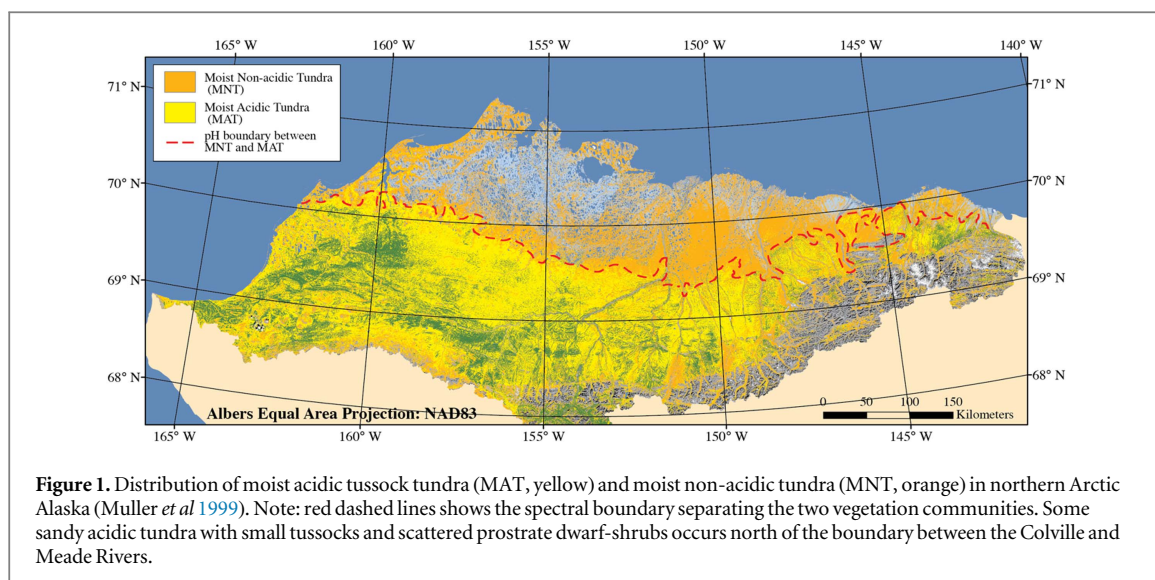 165° W 160° W 155° W 150° W 145° W 140° W
71° N
Moist Non-acidic Tundra
(MNT)
Moist Acidic Tundra
(MAT)
pH boundary between
MNT and MAT
71° N
70° N
70° N
69° N
69° N
68° N
68° N
Albers Equal Area Projection: NAD83
0 50 100 150
Kilometers
165° W 160° W 155° W 150° W 145° W
Figure 1. Distribution of moist acidic tussock tundra (MAT, yellow) and moist non-acidic tundra (MNT, orange) in northern Arctic
Alaska (Muller et al 1999). Note: red dashed lines shows the spectral boundary separating the two vegetation communities. Some
sandy acidic tundra with small tussocks and scattered prostrate dwarf-shrubs occurs north of the boundary between the Colville and
Meade Rivers.